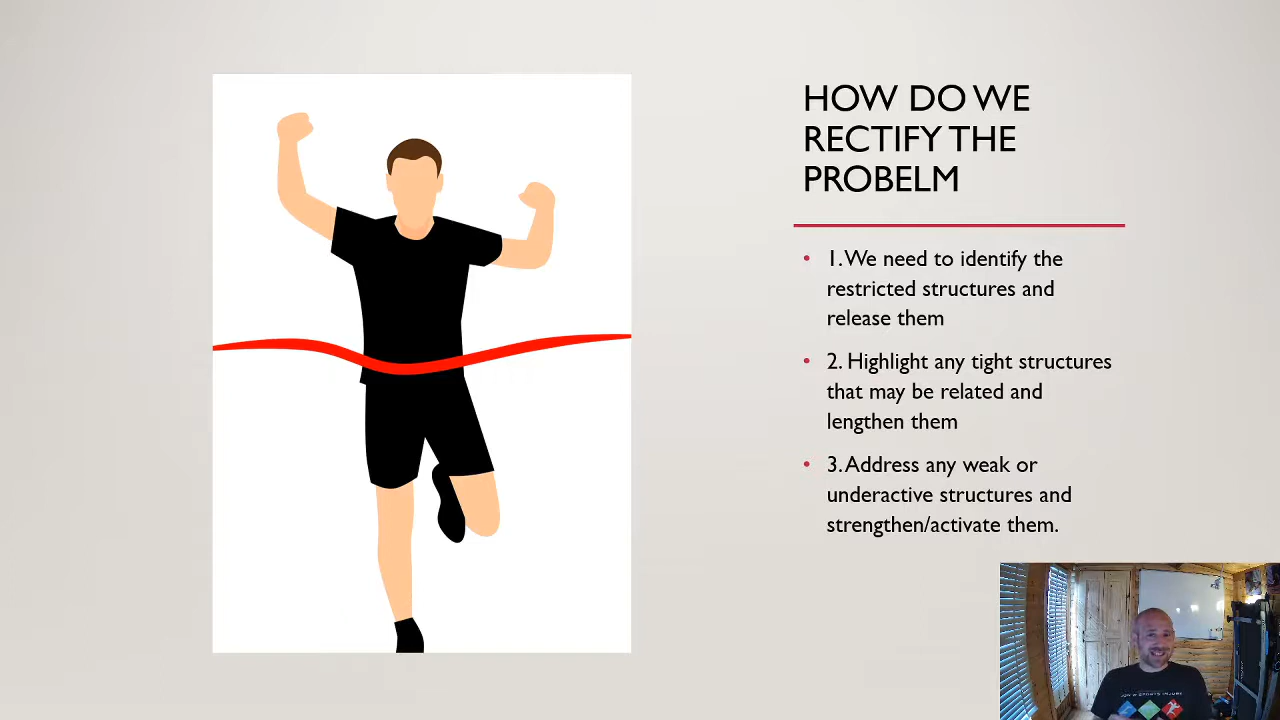 HOW DO WE
RECTIFY THE
PROBELM
• 1. We need to identify the
restricted structures and
release them
• 2. Highlight any tight structures
that may be related and
lengthen them
• 3. Address any weak or
underactive structures and
strengthen/activate them.